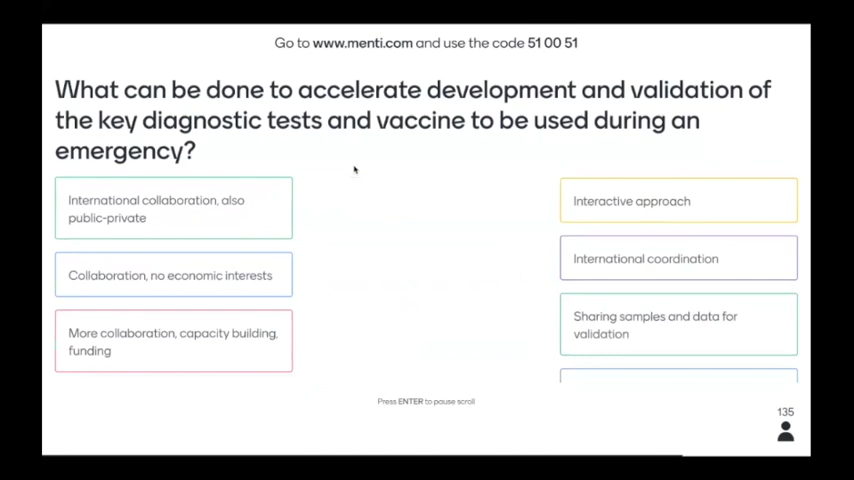 Go to www.menti.com and use the code 51 00 51
What can be done to accelerate development and validation of
the key diagnostic tests and vaccine to be used during an
emergency?
International collaboration, also
public-private
Collaboration, no economic interests
More collaboration, capacity building,
funding
Interactive approach
International coordination
Sharing samples and data for
validation
Press ENTER to pause scroll
135